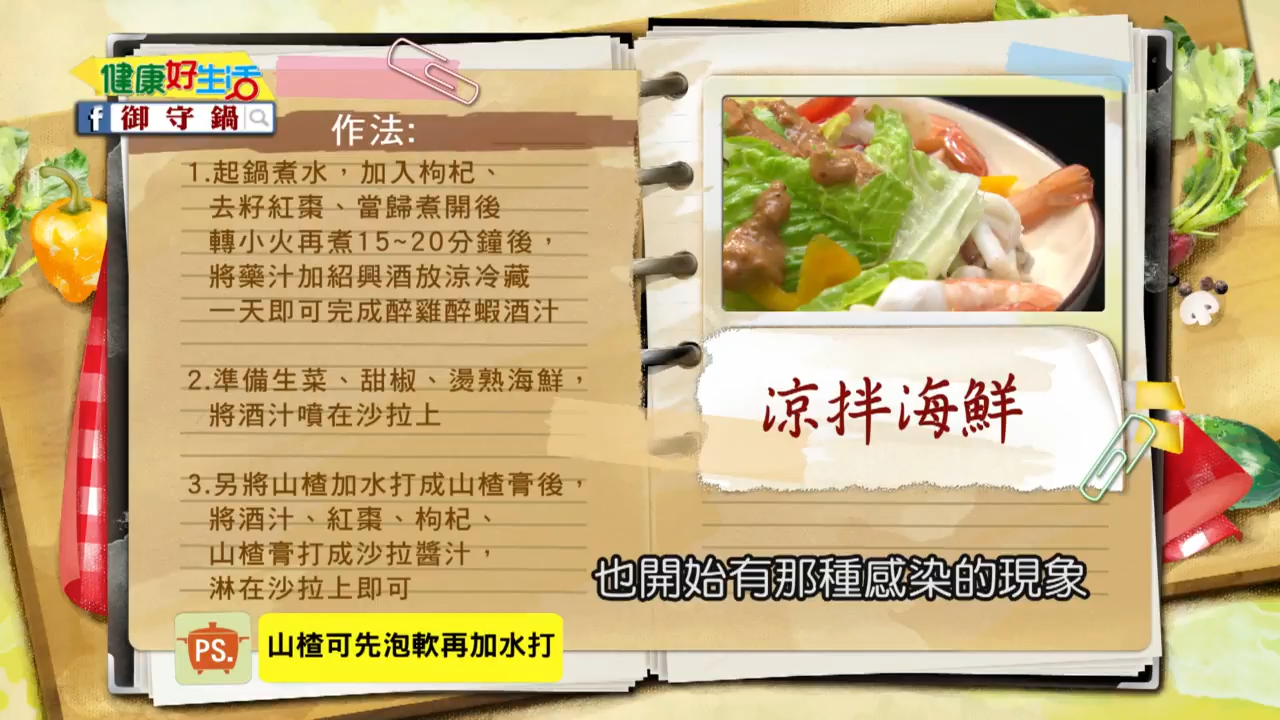 健康好生活
f 御守鍋
作法:
1.起鍋煮水，加入枸杞、
去籽紅棗、當歸煮開後
轉小火再煮15~20分鐘後，
將藥汁加紹興酒放涼冷藏
一天即可完成醉雞醉蝦酒汁
2.準備生菜、甜椒、燙熟海鮮，
將酒汁噴在沙拉上
3.另將山楂加水打成山楂膏後，
將酒汁、紅棗、枸杞、
山楂膏打成沙拉醬汁，
淋在沙拉上即可
PS.
山楂可先泡軟再加水打
涼拌海鮮
也開始有那種感染的現象